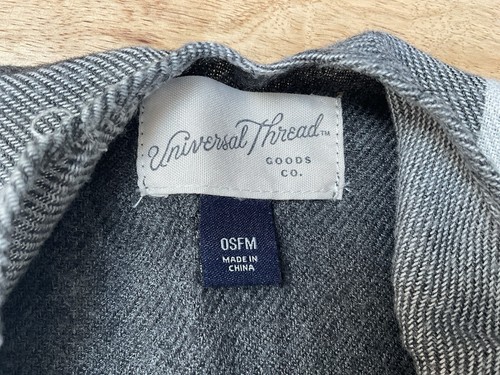 Universal Thread™
GOODS
CO.
OSFM
MADE IN
CHINA